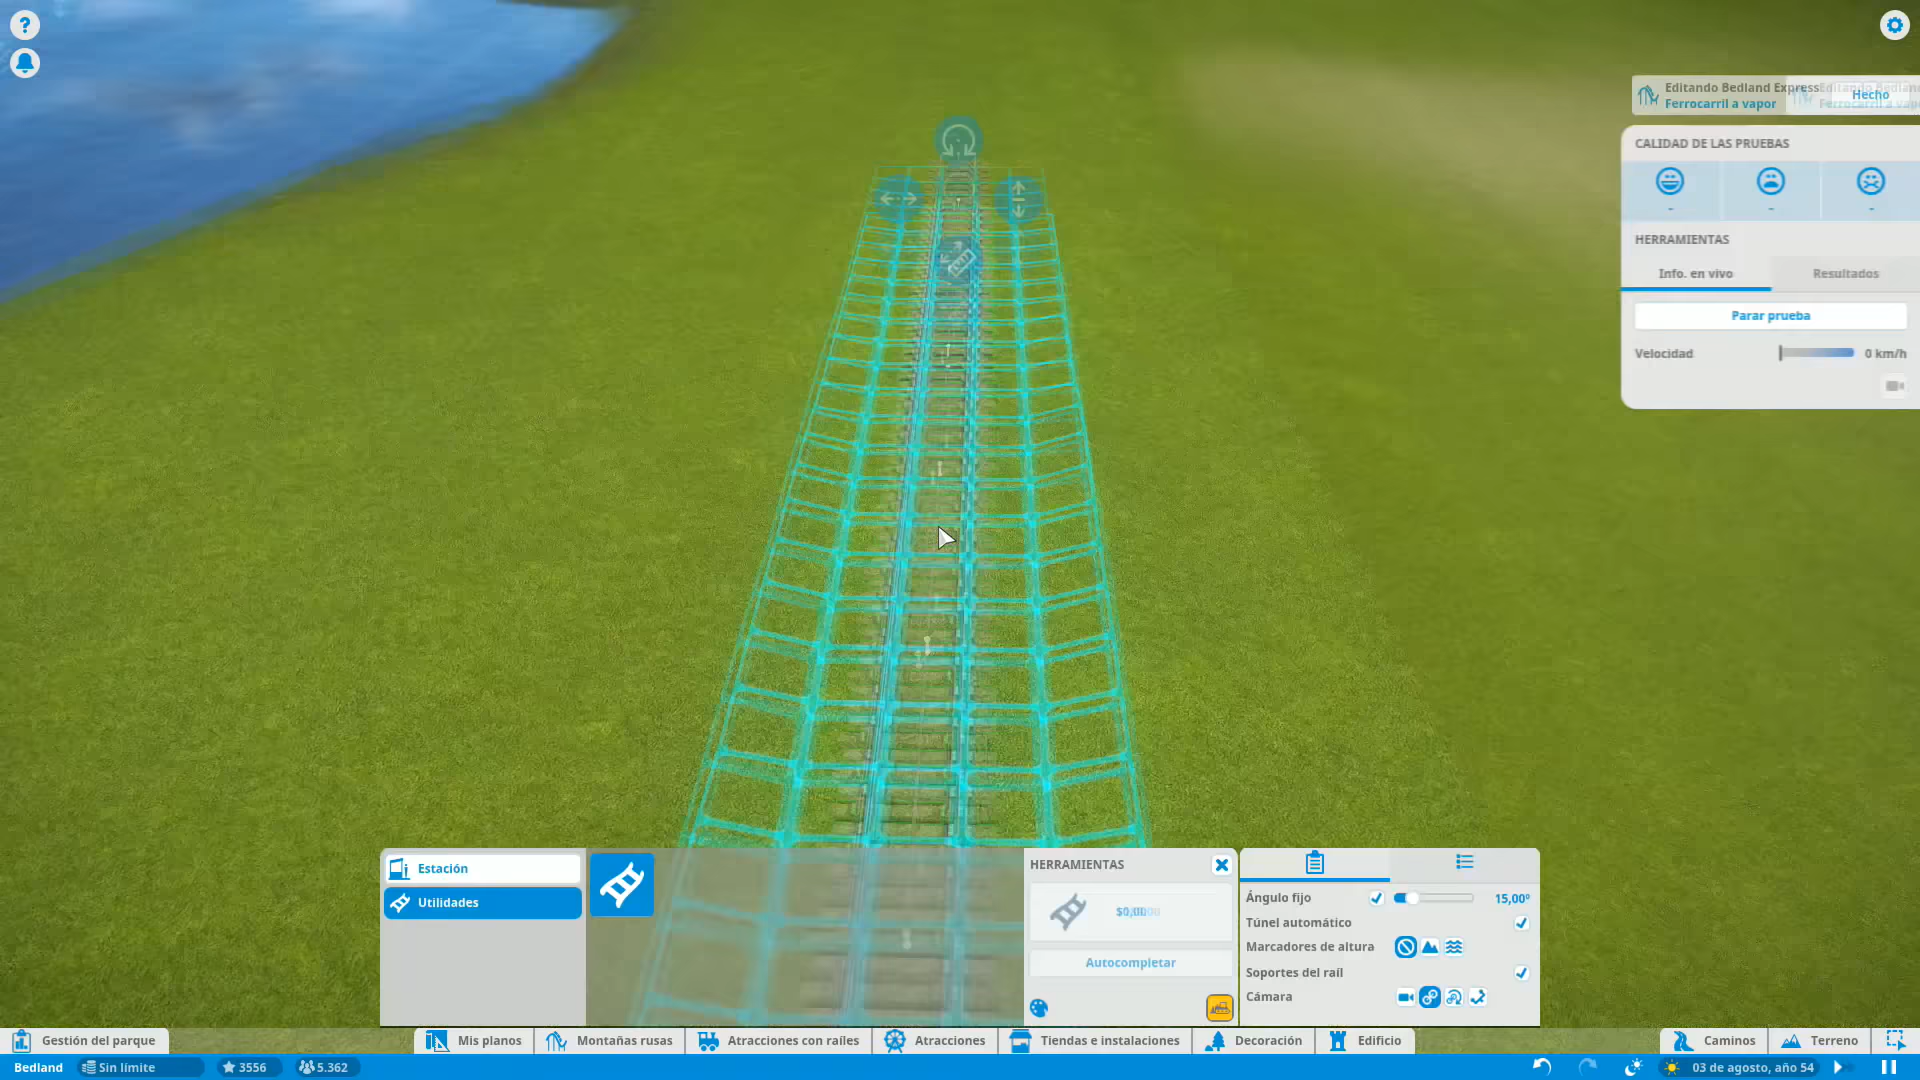 ?
Editando Bedland Express
Ferrocarril a vapor
Hecho
CALIDAD DE LAS PRUEBAS
-
-
-
HERRAMIENTAS
Info. en vivo
Resultados
Parar prueba
Velocidad
0 km/h
Estación
Utilidades
HERRAMIENTAS
Autocompletar
Ángulo fijo
15,00º
Túnel automático
Marcadores de altura
Soportes del raíl
Cámara
Gestión del parque
Mis planos
Montañas rusas
Atracciones con raíles
Atracciones
Tiendas e instalaciones
Decoración
Edificio
Caminos
Terreno
Bedland
Sin límite
3556
5.362
03 de agosto, año 54